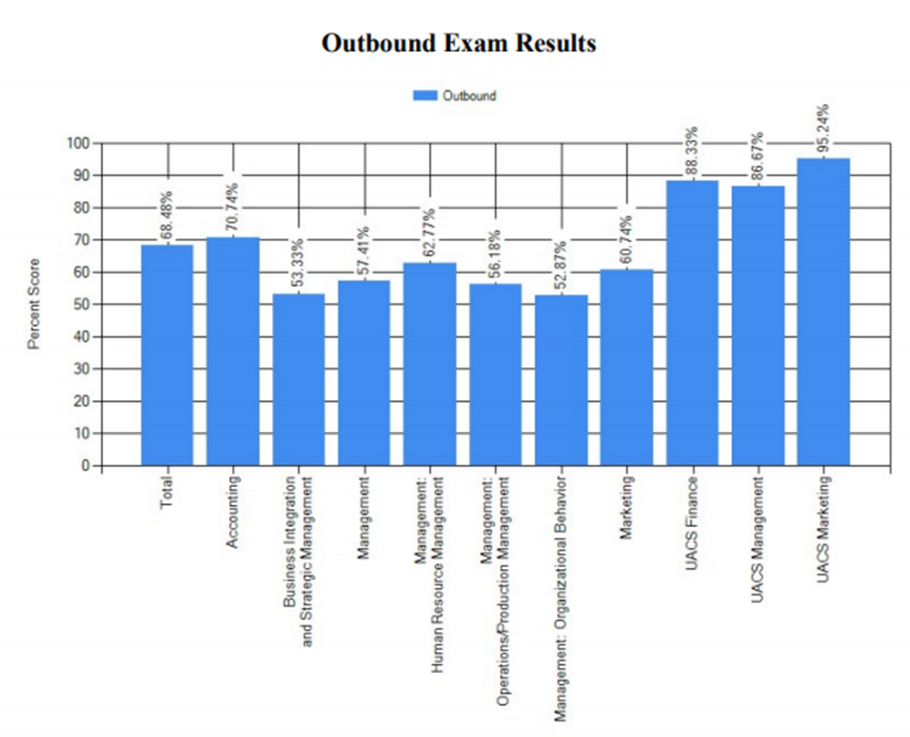 Outbound Exam Results
Outbound
Percent Score
100
90
80
70
60
50
40
30
20
10
0
68.48%
70.74%
53.33%
57.41%
62.77%
56.18%
52.87%
60.74%
88.33%
86.67%
95.24%
Total
Accounting
Business Integration
and Strategic Management
Management
Management:
Human Resource Management
Management:
Operations/Production Management
Management: Organizational Behavior
Marketing
UACS Finance
UACS Management
UACS Marketing